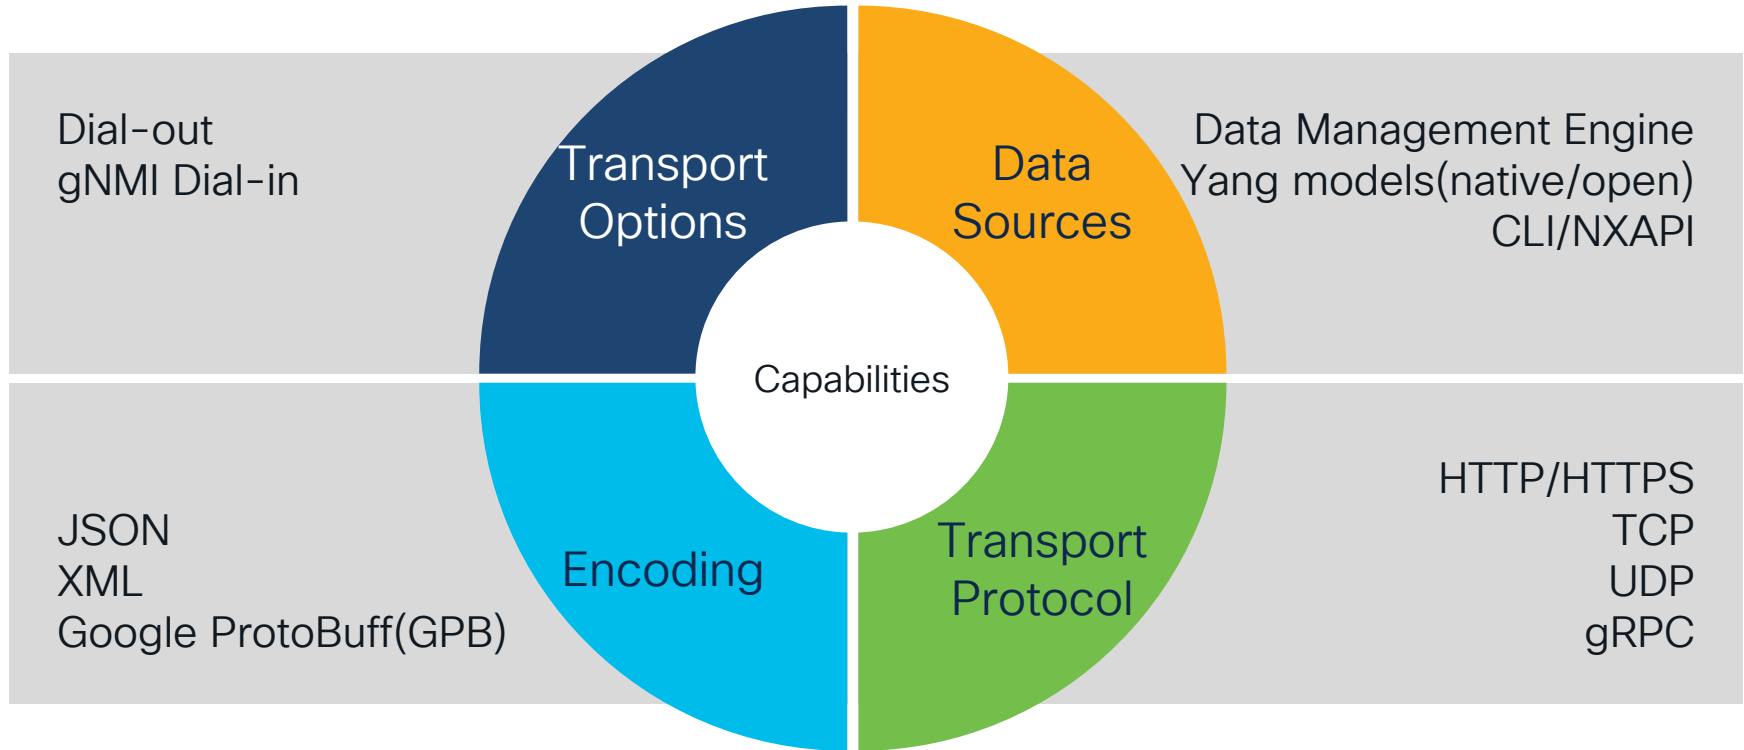 Dial-out
gNMI Dial-in
Transport
Options
Data
Sources
Data Management Engine
Yang models(native/open)
CLI/NXAPI
Capabilities
JSON
XML
Google ProtoBuff(GPB)
Encoding
Transport
Protocol
HTTP/HTTPS
TCP
UDP
gRPC